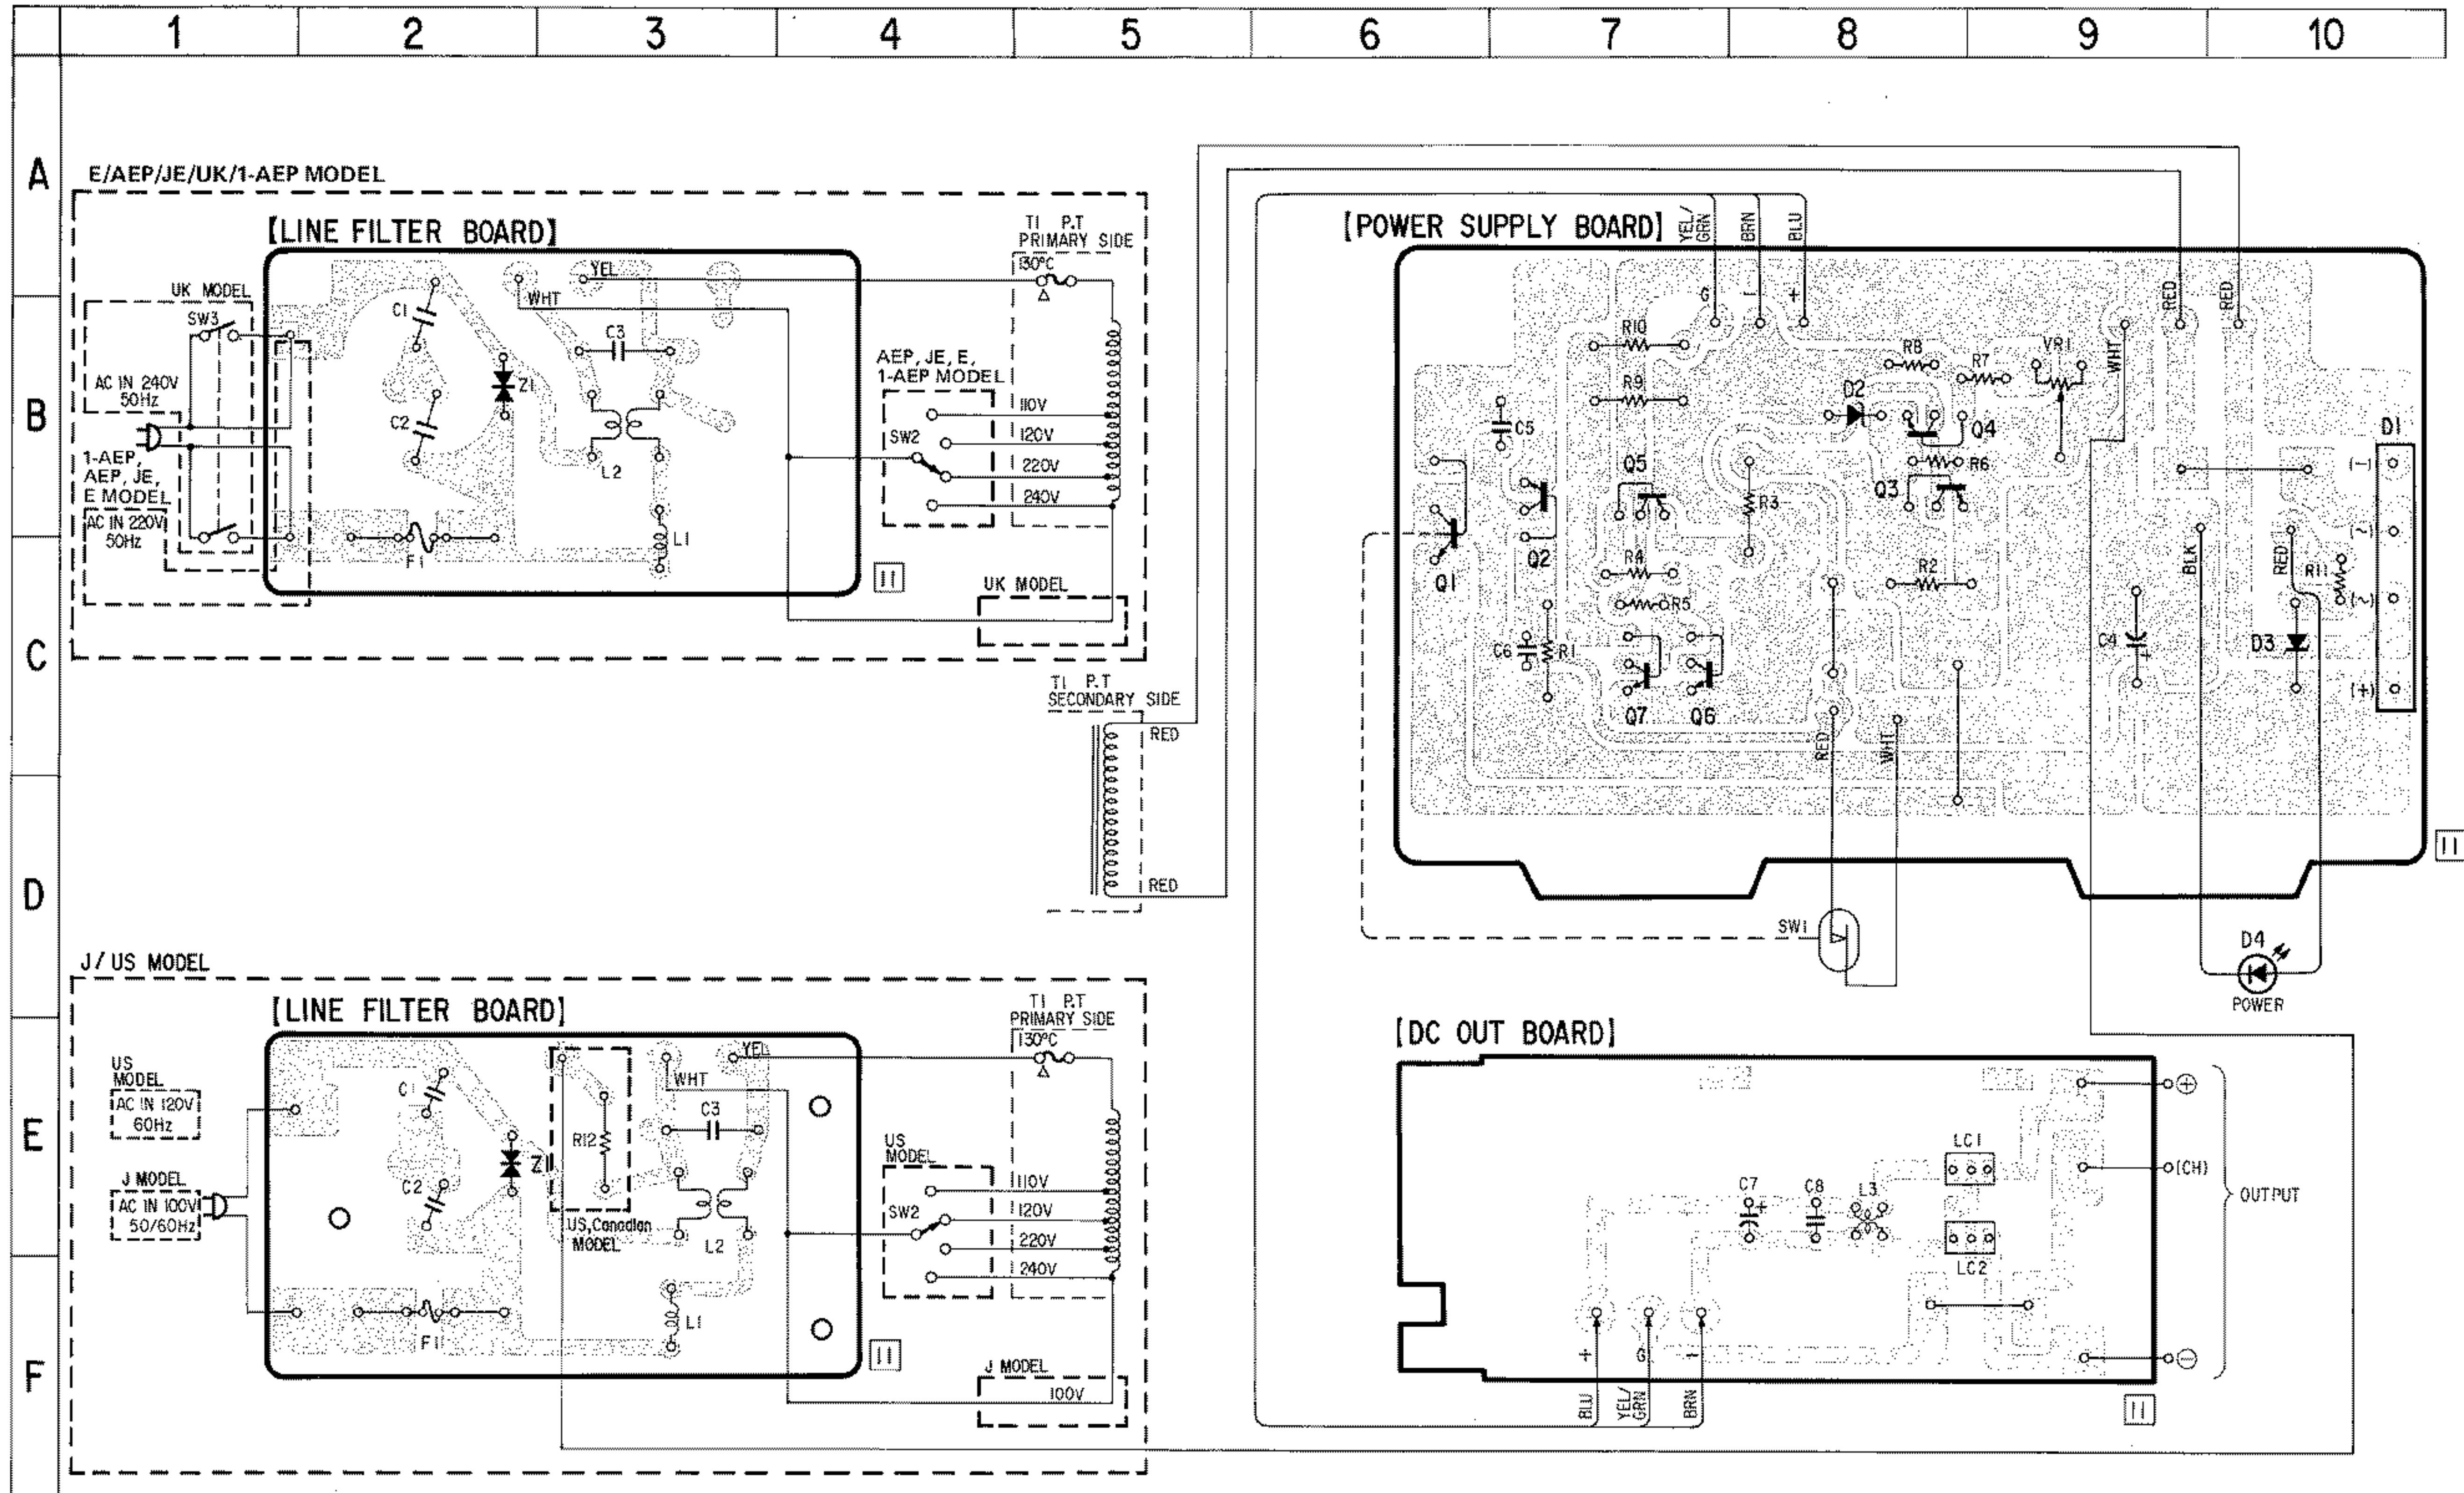 1 2 3 4 5 6 7 8 9 10
A
B
C
D
E
F
E/AEP/JE/UK/1-AEP MODEL
[LINE FILTER BOARD]
UK MODEL
SW3
AC IN 240V
50Hz
1-AEP,
AEP, JE,
E MODEL
AC IN 220V
50Hz
C1
C2
Z1
F1
YEL
WHT
C3
L2
L1
11
T1 P.T
PRIMARY SIDE
130°C
AEP, JE, E,
1-AEP MODEL
SW2
110V
120V
220V
240V
UK MODEL
T1 P.T
SECONDARY SIDE
RED
RED
[POWER SUPPLY BOARD]
YEL/
GRN
BRN
BLU
G
-
+
R10
R9
C5
Q5
Q1
Q2
R4
R5
C6
R1
Q7
Q6
R3
D2
R8
R7
VR1
Q4
R6
Q3
R2
WHT
RED
RED
D1
(-)
(~)
(~)
(+)
BLK
RED
R11
C4
D3
RED
WHT
11
SW1
D4
POWER
J/US MODEL
[LINE FILTER BOARD]
US
MODEL
AC IN 120V
60Hz
J MODEL
AC IN 100V
50/60Hz
C1
C2
Z1
F1
R12
US,Canadian
MODEL
YEL
WHT
C3
L2
L1
11
T1 P.T
PRIMARY SIDE
130°C
US
MODEL
SW2
110V
120V
220V
240V
J MODEL
100V
[DC OUT BOARD]
C7
+
C8
L3
LC1
LC2
+
G
-
BLU
YEL/
GRN
BRN
⊕
(CH)
⊖
OUTPUT
11